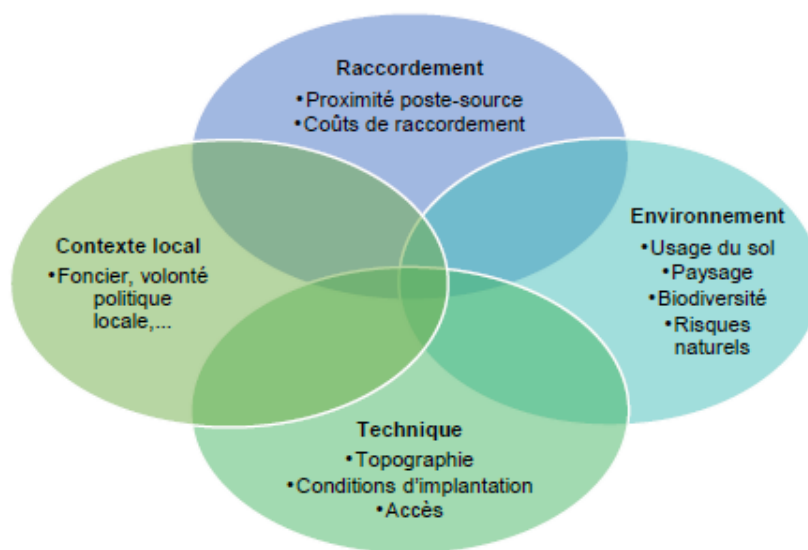 Raccordement
•Proximité poste-source
•Coûts de raccordement
Contexte local
•Foncier, volonté
politique
locale,...
Environnement
•Usage du sol
•Paysage
•Biodiversité
•Risques
naturels
Technique
•Topographie
•Conditions d'implantation
•Accès